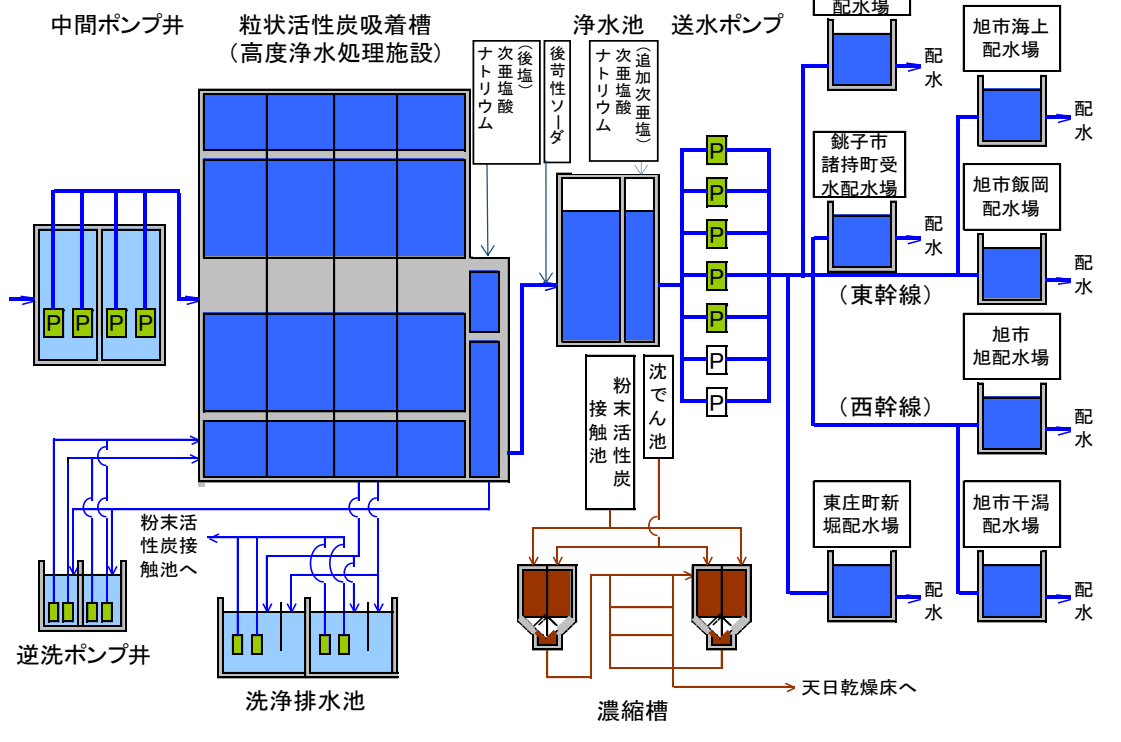 中間ポンプ井
粒状活性炭吸着槽
（高度浄水処理施設）
浄水池
送水ポンプ
（後塩）
次亜塩酸
ナトリウム
後苛性ソーダ
（追加次亜塩）
次亜塩酸
ナトリウム
配水場
配
水
旭市海上
配水場
配
水
銚子市
諸持町受
水配水場
配
水
旭市飯岡
配水場
配
水
（東幹線）
旭市
旭配水場
配
水
（西幹線）
東庄町新
堀配水場
配
水
旭市干潟
配水場
配
水
P
P
P
P
P
P
P
P
P
P
P
粉末活性炭
接触池
沈でん池
粉末活
性炭接
触池へ
逆洗ポンプ井
洗浄排水池
濃縮槽
天日乾燥床へ